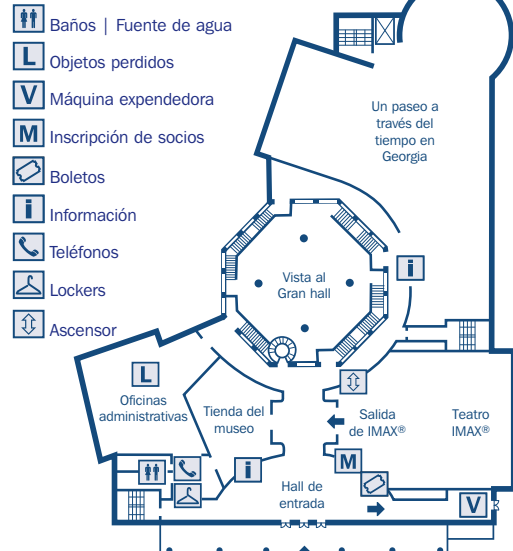 Baños | Fuente de agua
L Objetos perdidos
V Máquina expendedora
M Inscripción de socios
Boletos
i Información
Teléfonos
Lockers
Ascensor
Un paseo a
través del
tiempo en
Georgia
i
Vista al
Gran hall
L
Oficinas
administrativas
Tienda del
museo
Salida
de IMAX®
Teatro
IMAX®
M
i
Hall de
entrada
V